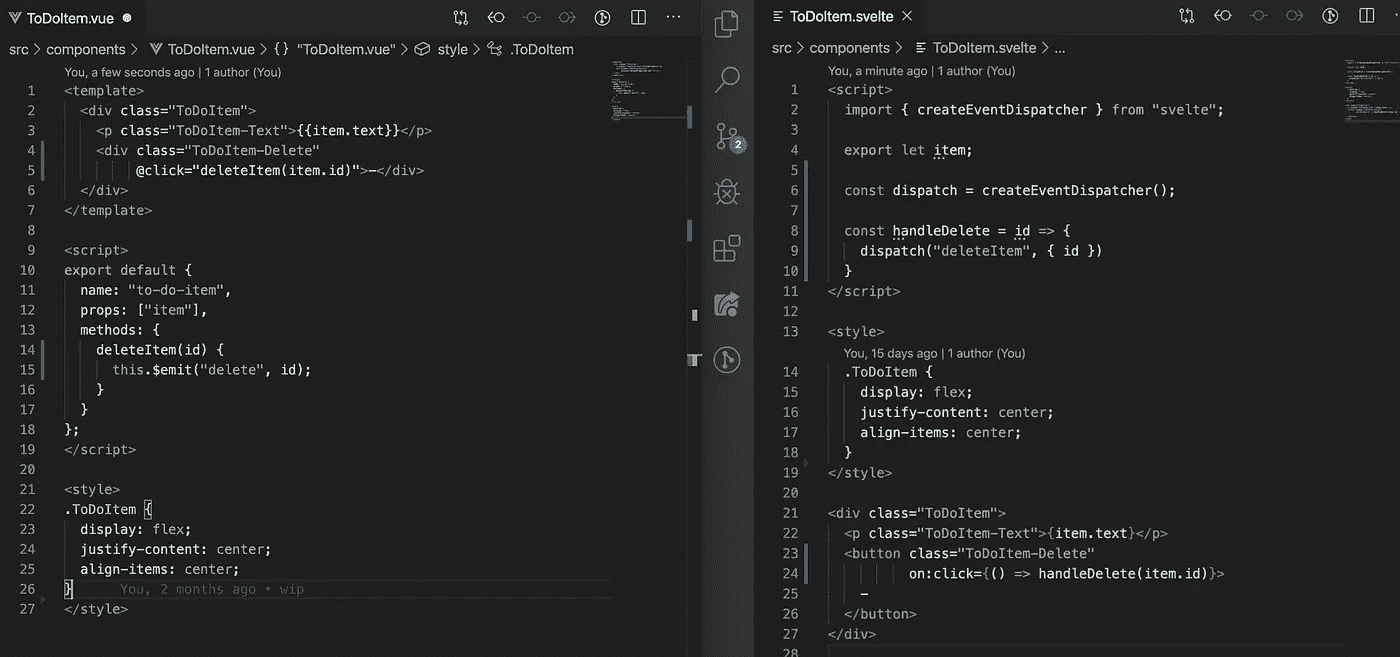 ToDoItem.vue
src > components > ToDoItem.vue > {} "ToDoItem.vue" > style > .ToDoItem
You, a few seconds ago | 1 author (You)
1 <template>
2 <div class="ToDoItem">
3 <p class="ToDoItem-Text">{{item.text}}</p>
4 <div class="ToDoItem-Delete"
5 @click="deleteItem(item.id)">-</div>
6 </div>
7 </template>
8
9 <script>
10 export default {
11 name: "to-do-item",
12 props: ["item"],
13 methods: {
14 deleteItem(id) {
15 this.$emit("delete", id);
16 }
17 }
18 };
19 </script>
20
21 <style>
22 .ToDoItem {
23 display: flex;
24 justify-content: center;
25 align-items: center;
26 } You, 2 months ago • wip
27 </style>
2
ToDoItem.svelte
src > components > ToDoItem.svelte > ...
You, a minute ago | 1 author (You)
1 <script>
2 import { createEventDispatcher } from "svelte";
3
4 export let item;
5
6 const dispatch = createEventDispatcher();
7
8 const handleDelete = id => {
9 dispatch("deleteItem", { id })
10 }
11 </script>
12
13 <style>
You, 15 days ago | 1 author (You)
14 .ToDoItem {
15 display: flex;
16 justify-content: center;
17 align-items: center;
18 }
19 </style>
20
21 <div class="ToDoItem">
22 <p class="ToDoItem-Text">{item.text}</p>
23 <button class="ToDoItem-Delete"
24 on:click={() => handleDelete(item.id)}>
25 -
26 </button>
27 </div>
28